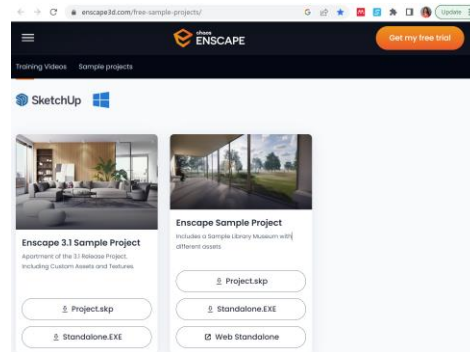 enscape3d.com/free-sample-projects/
Update
chaos
ENSCAPE
Get my free trial
Training Videos Sample projects
SketchUp
Enscape 3.1 Sample Project
Apartment of the 3.1 Release Project,
Including Custom Assets and Textures
Project.skp
Standalone.EXE
Enscape Sample Project
Includes a Sample Library Museum with
different assets
Project.skp
Standalone.EXE
Web Standalone